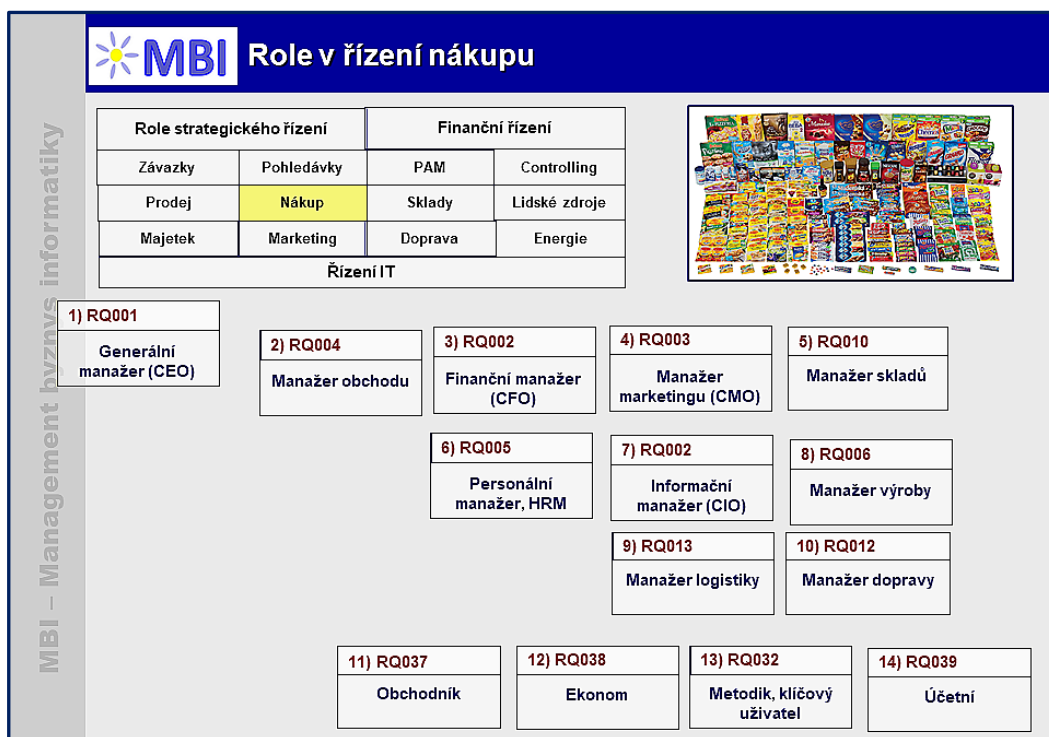 MBI
Role v řízení nákupu
MBI – Management byznys informatiky
Role strategického řízení
Finanční řízení
Závazky
Pohledávky
PAM
Controlling
Prodej
Nákup
Sklady
Lidské zdroje
Majetek
Marketing
Doprava
Energie
Řízení IT
1) RQ001
Generální
manažer (CEO)
2) RQ004
Manažer obchodu
3) RQ002
Finanční manažer
(CFO)
4) RQ003
Manažer
marketingu (CMO)
5) RQ010
Manažer skladů
6) RQ005
Personální
manažer, HRM
7) RQ002
Informační
manažer (CIO)
8) RQ006
Manažer výroby
9) RQ013
Manažer logistiky
10) RQ012
Manažer dopravy
11) RQ037
Obchodník
12) RQ038
Ekonom
13) RQ032
Metodik, klíčový
uživatel
14) RQ039
Účetní